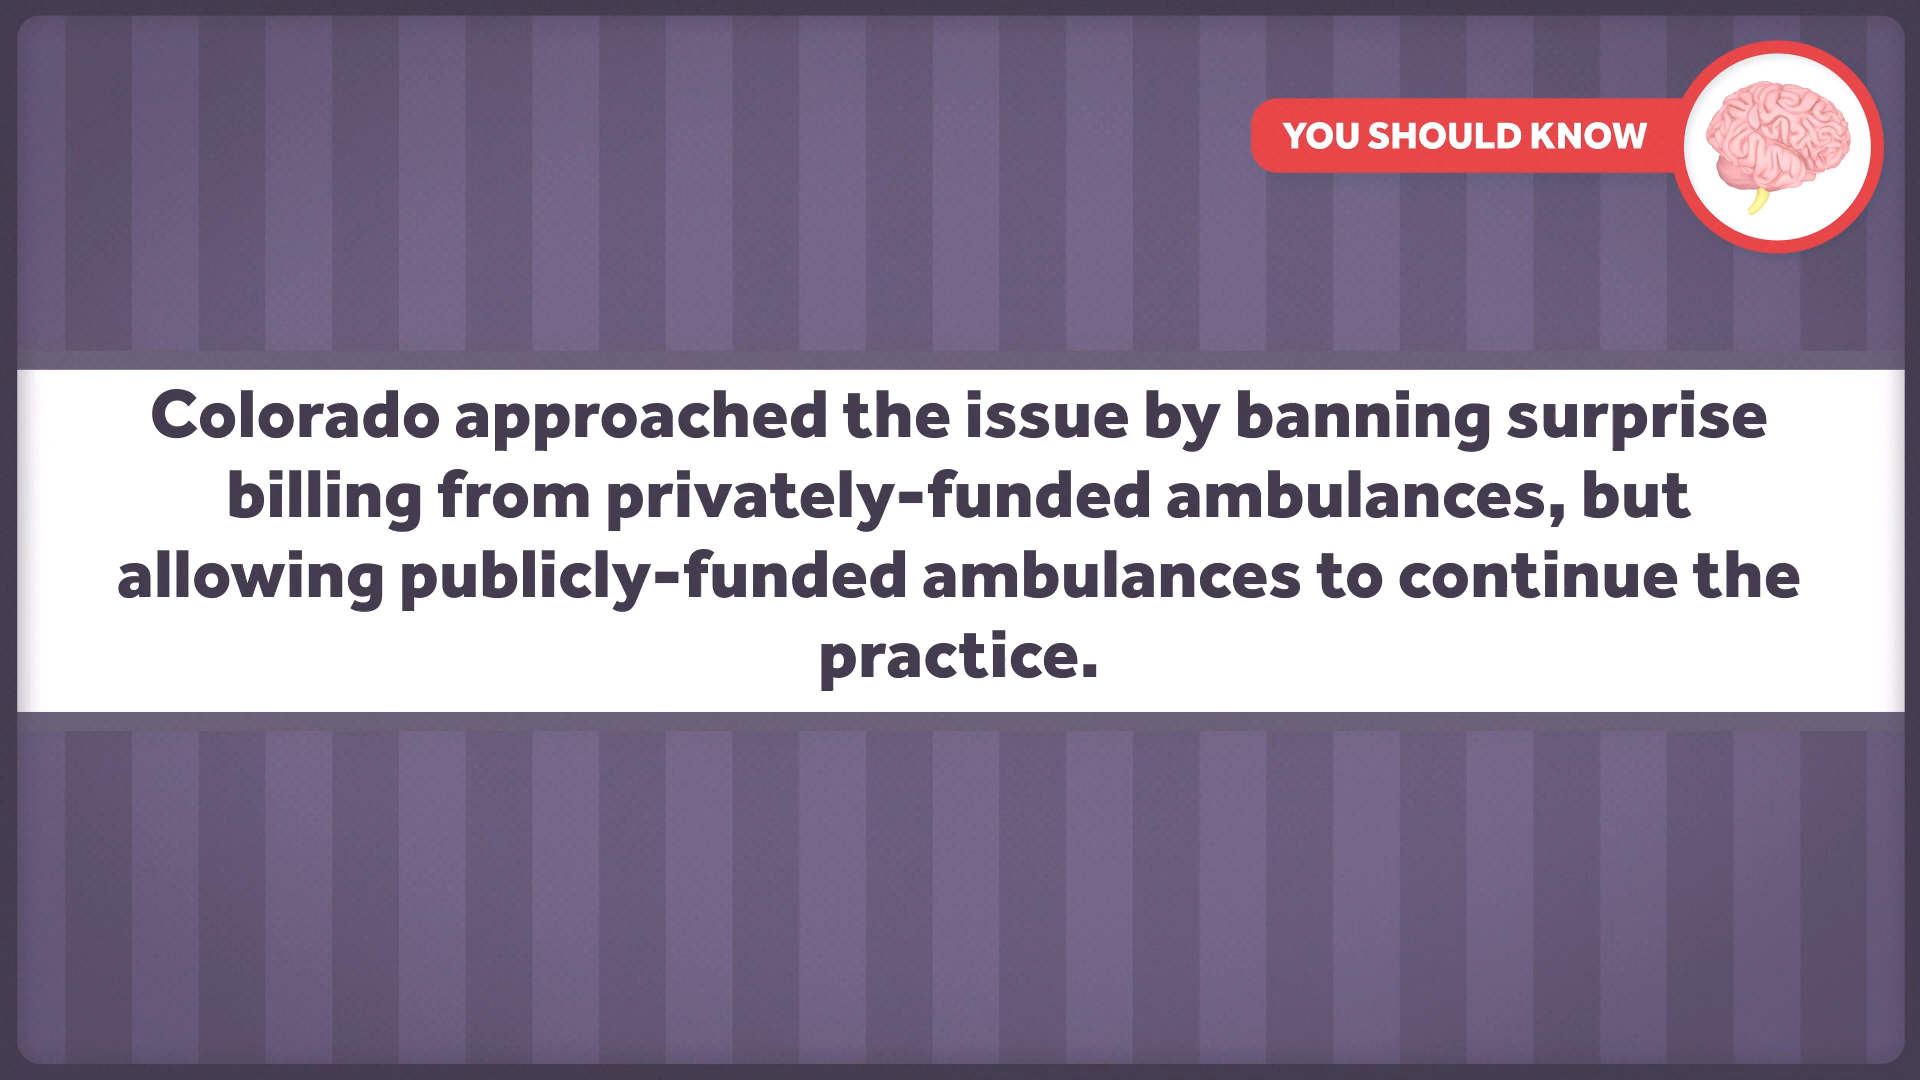 YOU SHOULD KNOW
Colorado approached the issue by banning surprise
billing from privately-funded ambulances, but
allowing publicly-funded ambulances to continue the
practice.